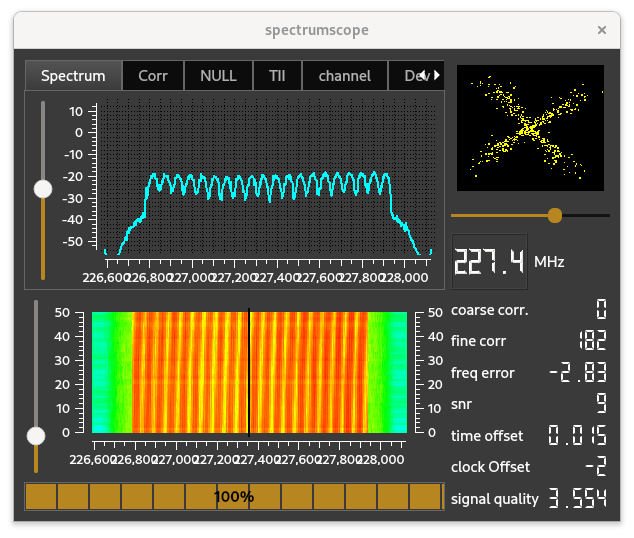 spectrumscope ×
Spectrum Corr NULL TII channel Dev
10
0
-10
-20
-30
-40
-50
226,600 226,800 227,000 227,200 227,400 227,600 227,800 228,000
227.4 MHz
50 50
40 40
30 30
20 20
10 10
0 0
226,600 226,800 227,000 227,200 227,400 227,600 227,800 228,000
coarse corr. 0
fine corr 182
freq error -2.83
snr 9
time offset 0.015
clock Offset -2
signal quality 3.554
100%